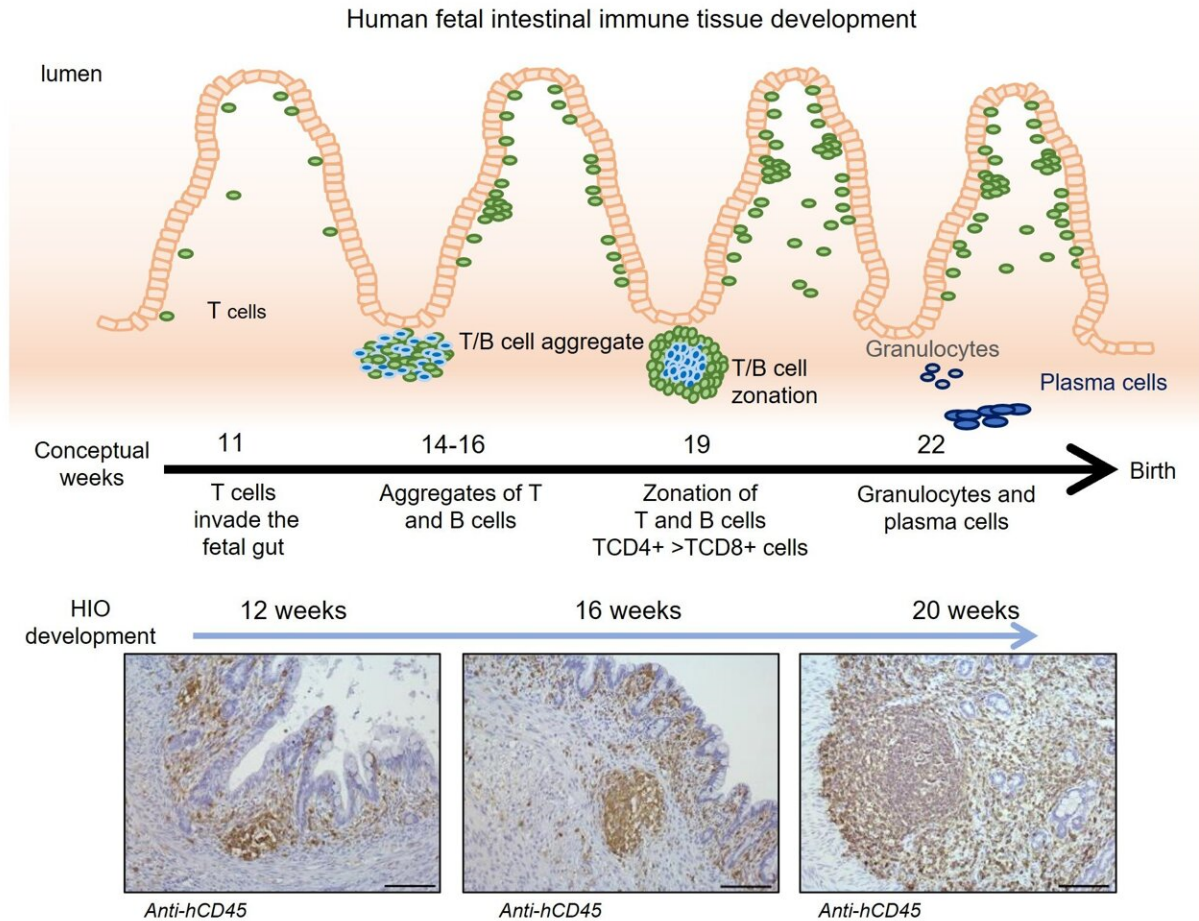 Human fetal intestinal immune tissue development
lumen
T cells
T/B cell aggregate
T/B cell
zonation
Granulocytes
Plasma cells
Conceptual
weeks
11
14-16
19
22
Birth
T cells
invade the
fetal gut
Aggregates of T
and B cells
Zonation of
T and B cells
TCD4+ >TCD8+ cells
Granulocytes and
plasma cells
HIO
development
12 weeks
16 weeks
20 weeks
Anti-hCD45
Anti-hCD45
Anti-hCD45